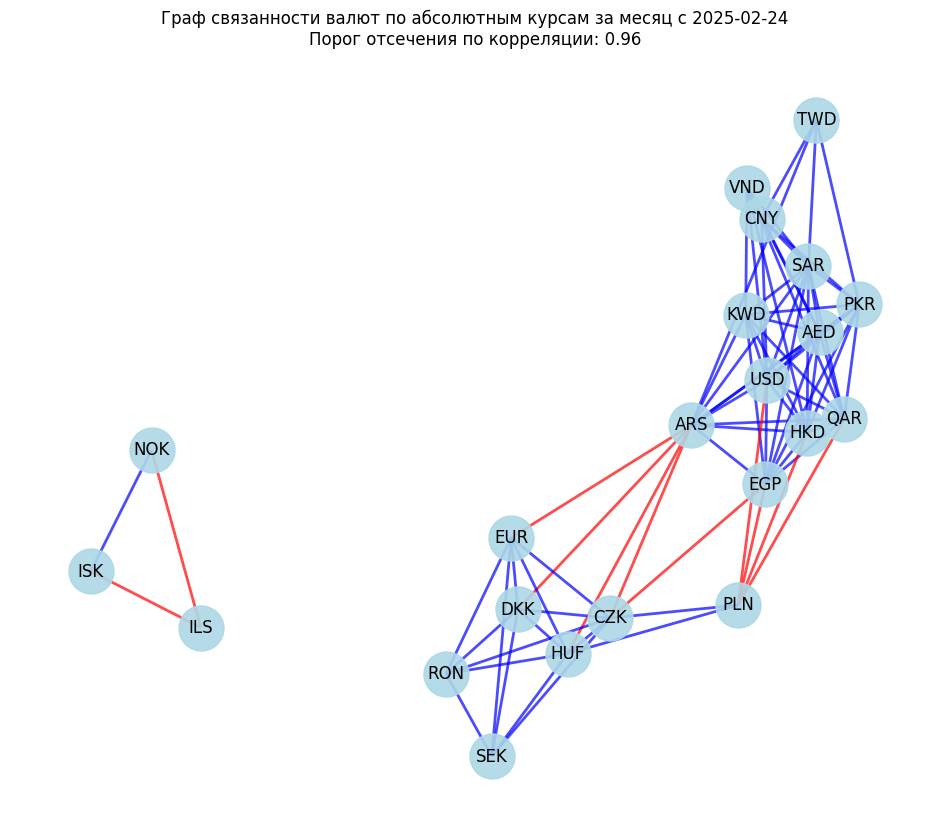 Граф связанности валют по абсолютным курсам за месяц с 2025-02-24
Порог отсечения по корреляции: 0.96
TWD
VND
CNY
SAR
PKR
KWD
AED
USD
QAR
ARS
HKD
NOK
EGP
EUR
ISK
PLN
DKK
CZK
ILS
HUF
RON
SEK